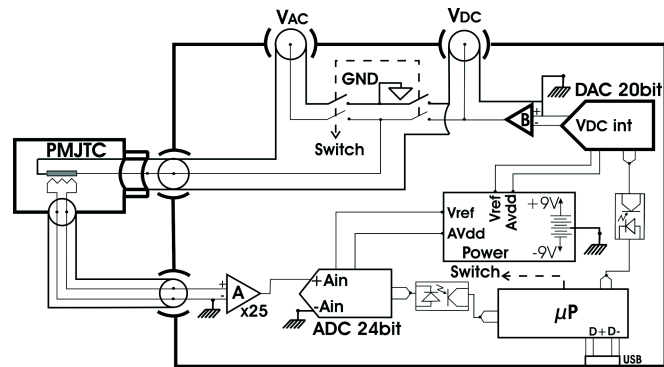 VAC
VDC
GND
DAC 20bit
B
+
-
VDC int
Switch
PMJTC
Vref
Avdd
+9V
Vref
AVdd
-9V
Power
Switch
+
-
A
x25
+Ain
-Ain
ADC 24bit
μP
D+D-
USB